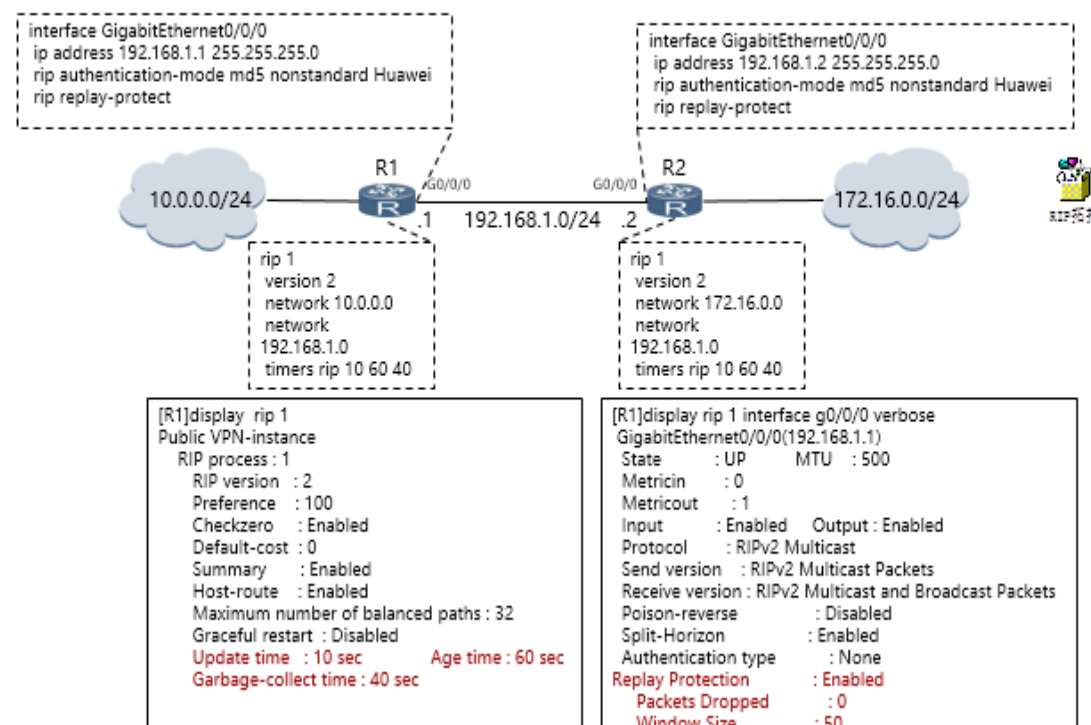 interface GigabitEthernet0/0/0
ip address 192.168.1.1 255.255.255.0
rip authentication-mode md5 nonstandard Huawei
rip replay-protect
interface GigabitEthernet0/0/0
ip address 192.168.1.2 255.255.255.0
rip authentication-mode md5 nonstandard Huawei
rip replay-protect
10.0.0.0/24
R1
G0/0/0
.1
192.168.1.0/24
G0/0/0
.2
R2
172.16.0.0/24
R
R
RIP拓
rip 1
version 2
network 10.0.0.0
network
192.168.1.0
timers rip 10 60 40
rip 1
version 2
network 172.16.0.0
network
192.168.1.0
timers rip 10 60 40
[R1]display rip 1
Public VPN-instance
RIP process : 1
RIP version : 2
Preference : 100
Checkzero : Enabled
Default-cost : 0
Summary : Enabled
Host-route : Enabled
Maximum number of balanced paths : 32
Graceful restart : Disabled
Update time : 10 sec Age time : 60 sec
Garbage-collect time : 40 sec
[R1]display rip 1 interface g0/0/0 verbose
GigabitEthernet0/0/0(192.168.1.1)
State : UP MTU : 500
Metricin : 0
Metricout : 1
Input : Enabled Output : Enabled
Protocol : RIPv2 Multicast
Send version : RIPv2 Multicast Packets
Receive version : RIPv2 Multicast and Broadcast Packets
Poison-reverse : Disabled
Split-Horizon : Enabled
Authentication type : None
Replay Protection : Enabled
Packets Dropped : 0
Window Size : 50